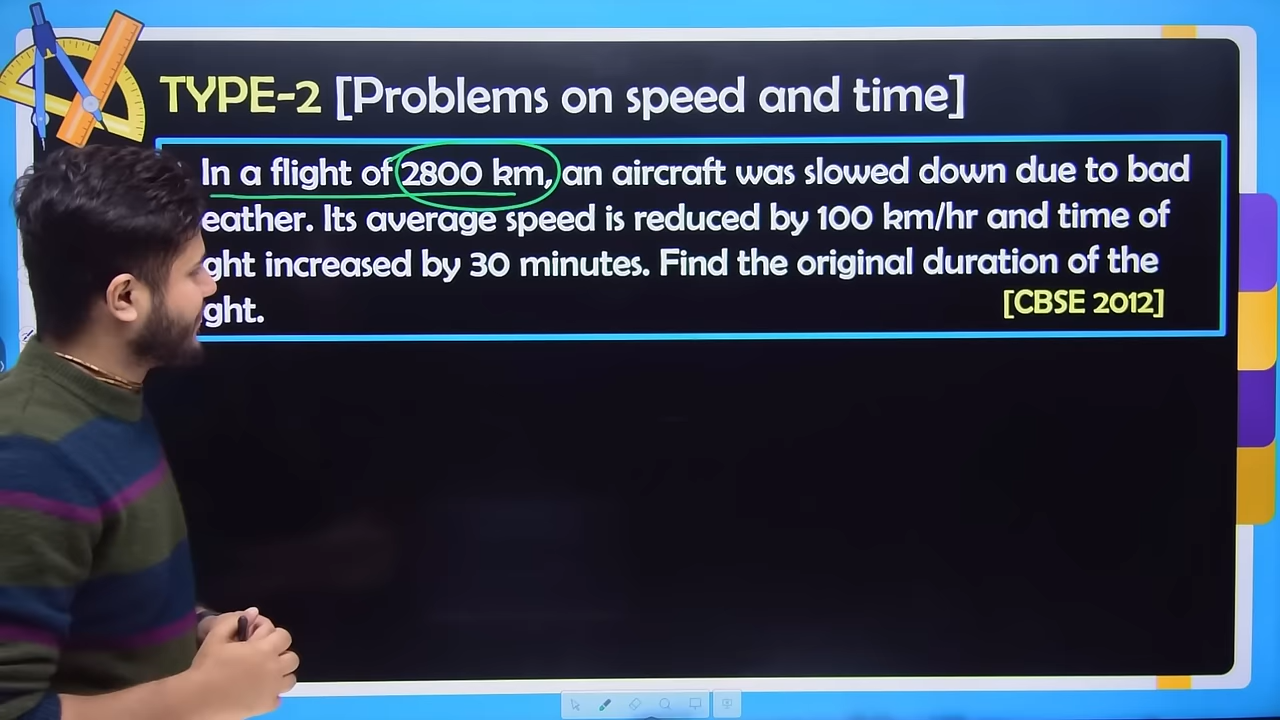 TYPE-2 [Problems on speed and time]
In a flight of 2800 km, an aircraft was slowed down due to bad
eather. Its average speed is reduced by 100 km/hr and time of
ght increased by 30 minutes. Find the original duration of the
ght.
[CBSE 2012]